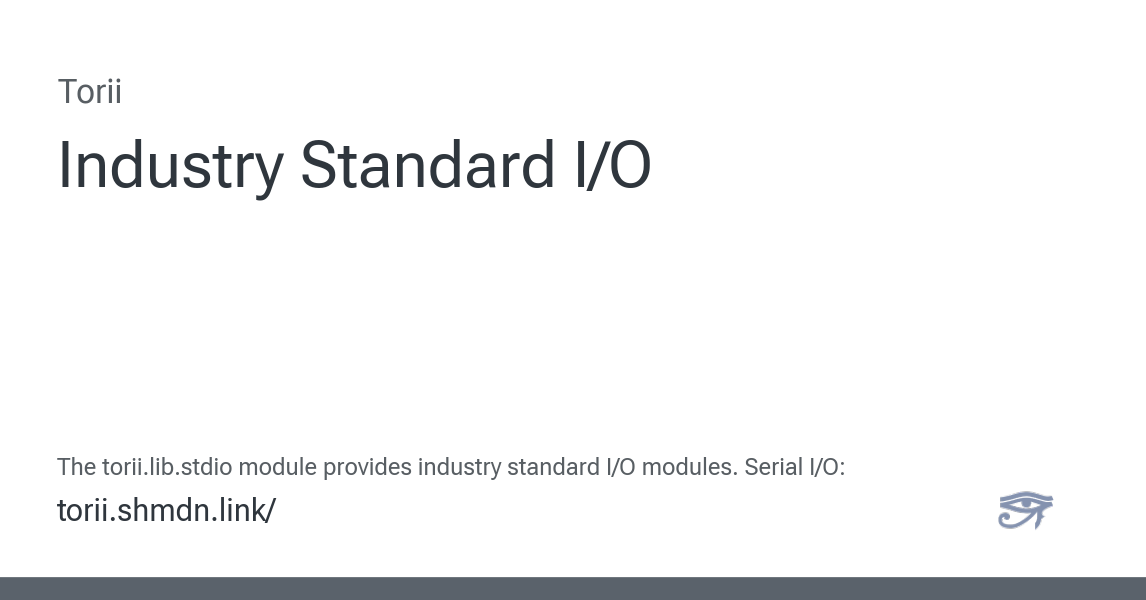 Torii
Industry Standard I/O
The torii.lib.stdio module provides industry standard I/O modules. Serial I/O:
torii.shmdn.link/